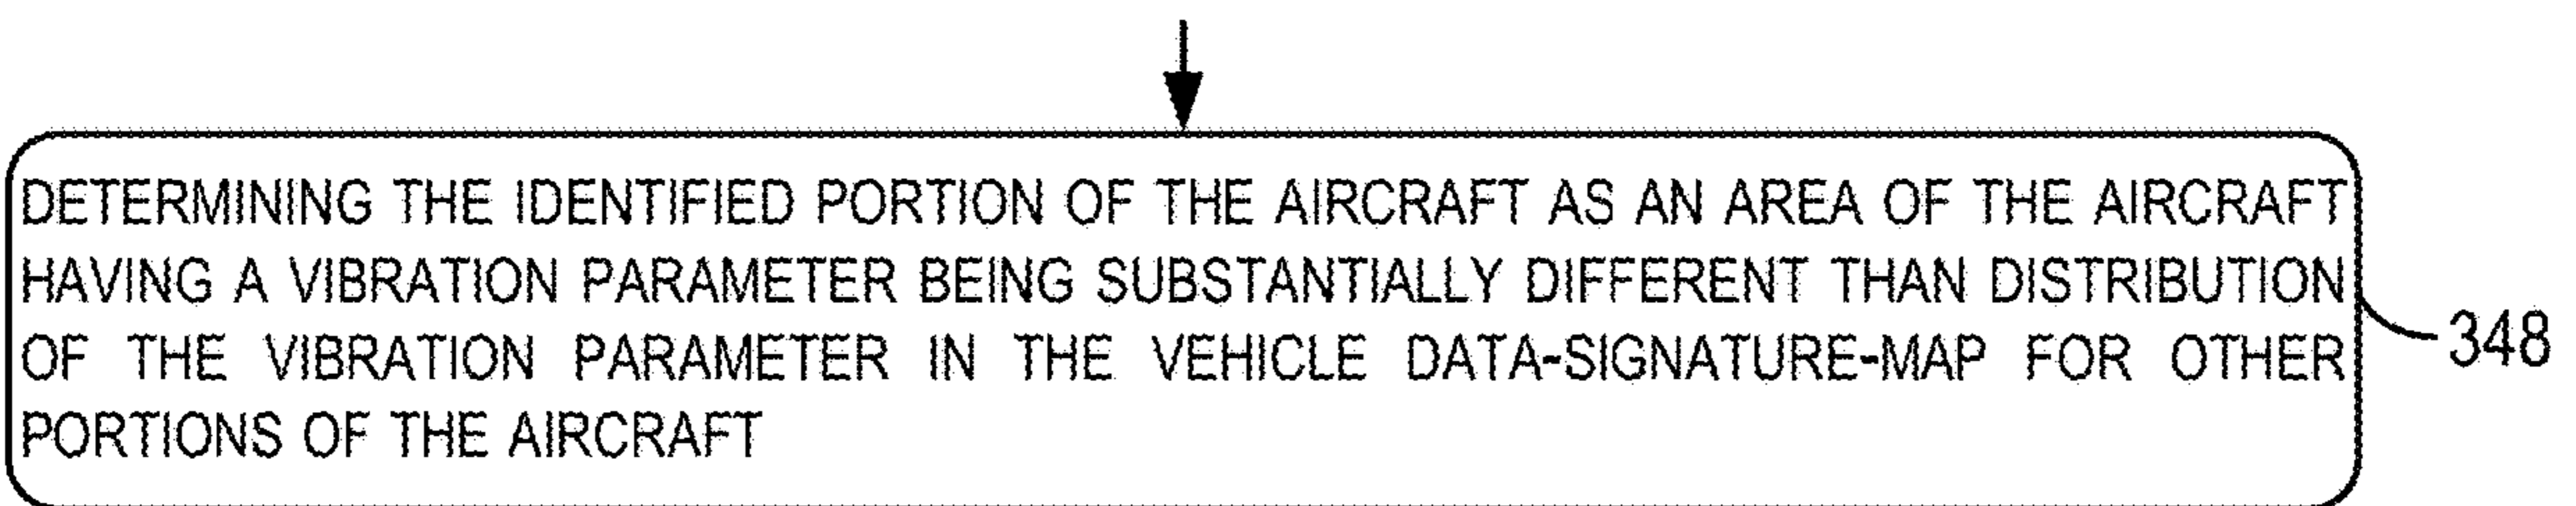 DETERMINING THE IDENTIFIED PORTION OF THE AIRCRAFT AS AN AREA OF THE AIRCRAFT
HAVING A VIBRATION PARAMETER BEING SUBSTANTIALLY DIFFERENT THAN DISTRIBUTION
OF THE VIBRATION PARAMETER IN THE VEHICLE DATA-SIGNATURE-MAP FOR OTHER
PORTIONS OF THE AIRCRAFT
348